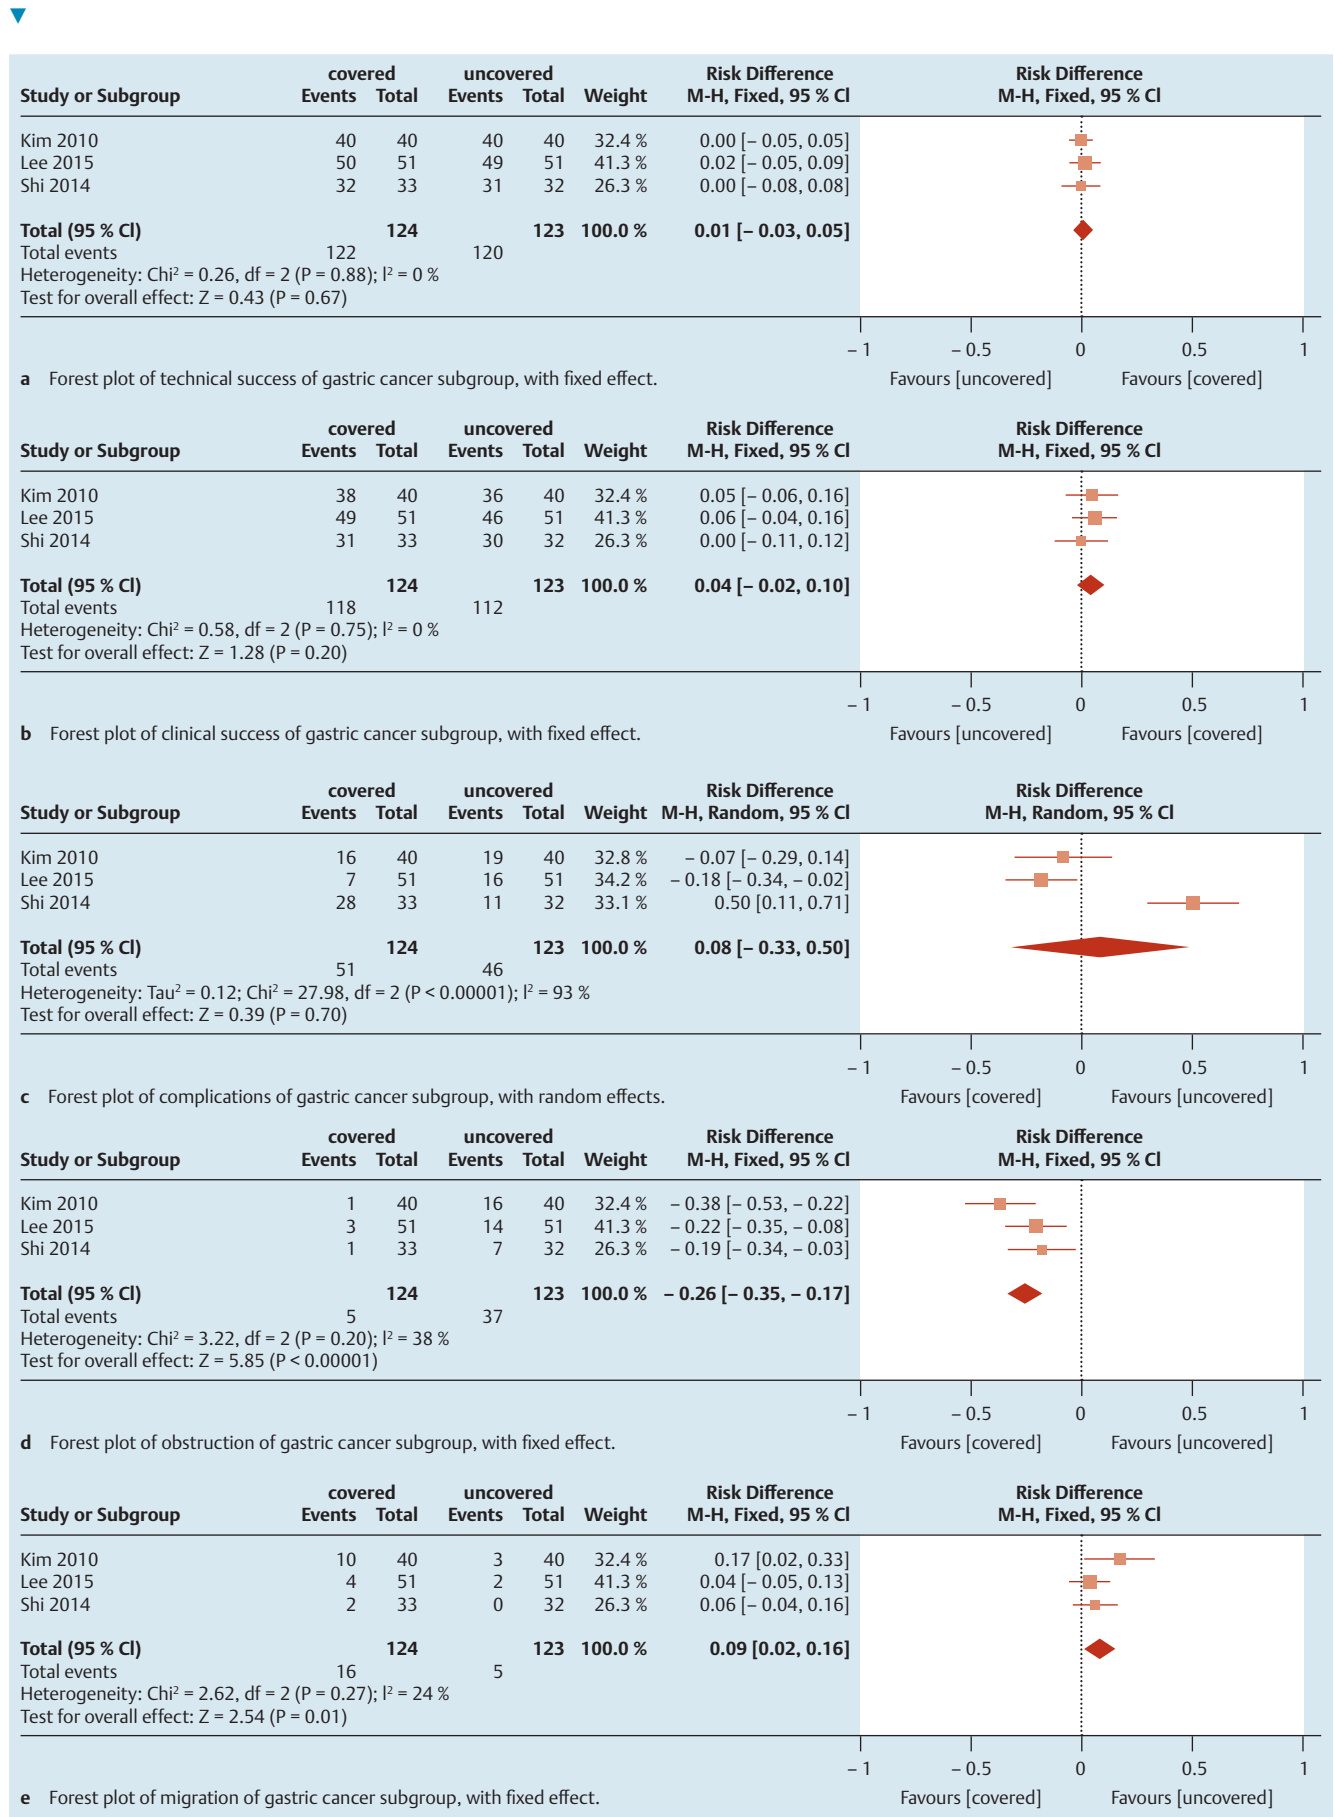 covered uncovered Risk Difference Risk Difference
Study or Subgroup Events Total Events Total Weight M-H, Fixed, 95 % Cl M-H, Fixed, 95 % Cl
Kim 2010 40 40 40 40 32.4 % 0.00 [– 0.05, 0.05]
Lee 2015 50 51 49 51 41.3 % 0.02 [– 0.05, 0.09]
Shi 2014 32 33 31 32 26.3 % 0.00 [– 0.08, 0.08]
Total (95 % Cl) 124 123 100.0 % 0.01 [– 0.03, 0.05]
Total events 122 120
Heterogeneity: Chi² = 0.26, df = 2 (P = 0.88); l² = 0 %
Test for overall effect: Z = 0.43 (P = 0.67)
– 1 – 0.5 0 0.5 1
a Forest plot of technical success of gastric cancer subgroup, with fixed effect. Favours [uncovered] Favours [covered]
covered uncovered Risk Difference Risk Difference
Study or Subgroup Events Total Events Total Weight M-H, Fixed, 95 % Cl M-H, Fixed, 95 % Cl
Kim 2010 38 40 36 40 32.4 % 0.05 [– 0.06, 0.16]
Lee 2015 49 51 46 51 41.3 % 0.06 [– 0.04, 0.16]
Shi 2014 31 33 30 32 26.3 % 0.00 [– 0.11, 0.12]
Total (95 % Cl) 124 123 100.0 % 0.04 [– 0.02, 0.10]
Total events 118 112
Heterogeneity: Chi² = 0.58, df = 2 (P = 0.75); l² = 0 %
Test for overall effect: Z = 1.28 (P = 0.20)
– 1 – 0.5 0 0.5 1
b Forest plot of clinical success of gastric cancer subgroup, with fixed effect. Favours [uncovered] Favours [covered]
covered uncovered Risk Difference Risk Difference
Study or Subgroup Events Total Events Total Weight M-H, Random, 95 % Cl M-H, Random, 95 % Cl
Kim 2010 16 40 19 40 32.8 % – 0.07 [– 0.29, 0.14]
Lee 2015 7 51 16 51 34.2 % – 0.18 [– 0.34, – 0.02]
Shi 2014 28 33 11 32 33.1 % 0.50 [0.11, 0.71]
Total (95 % Cl) 124 123 100.0 % 0.08 [– 0.33, 0.50]
Total events 51 46
Heterogeneity: Tau² = 0.12; Chi² = 27.98, df = 2 (P < 0.00001); l² = 93 %
Test for overall effect: Z = 0.39 (P = 0.70)
– 1 – 0.5 0 0.5 1
c Forest plot of complications of gastric cancer subgroup, with random effects. Favours [covered] Favours [uncovered]
covered uncovered Risk Difference Risk Difference
Study or Subgroup Events Total Events Total Weight M-H, Fixed, 95 % Cl M-H, Fixed, 95 % Cl
Kim 2010 1 40 16 40 32.4 % – 0.38 [– 0.53, – 0.22]
Lee 2015 3 51 14 51 41.3 % – 0.22 [– 0.35, – 0.08]
Shi 2014 1 33 7 32 26.3 % – 0.19 [– 0.34, – 0.03]
Total (95 % Cl) 124 123 100.0 % – 0.26 [– 0.35, – 0.17]
Total events 5 37
Heterogeneity: Chi² = 3.22, df = 2 (P = 0.20); l² = 38 %
Test for overall effect: Z = 5.85 (P < 0.00001)
– 1 – 0.5 0 0.5 1
d Forest plot of obstruction of gastric cancer subgroup, with fixed effect. Favours [covered] Favours [uncovered]
covered uncovered Risk Difference Risk Difference
Study or Subgroup Events Total Events Total Weight M-H, Fixed, 95 % Cl M-H, Fixed, 95 % Cl
Kim 2010 10 40 3 40 32.4 % 0.17 [0.02, 0.33]
Lee 2015 4 51 2 51 41.3 % 0.04 [– 0.05, 0.13]
Shi 2014 2 33 0 32 26.3 % 0.06 [– 0.04, 0.16]
Total (95 % Cl) 124 123 100.0 % 0.09 [0.02, 0.16]
Total events 16 5
Heterogeneity: Chi² = 2.62, df = 2 (P = 0.27); l² = 24 %
Test for overall effect: Z = 2.54 (P = 0.01)
– 1 – 0.5 0 0.5 1
e Forest plot of migration of gastric cancer subgroup, with fixed effect. Favours [covered] Favours [uncovered]